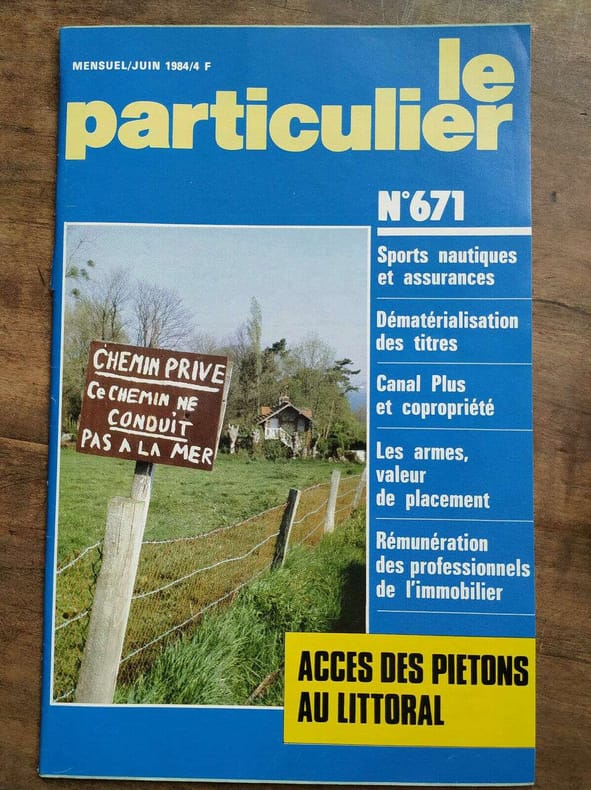 MENSUEL/JUIN 1984/4 F
le
particulier
N°671
Sports nautiques
et assurances
Dématérialisation
des titres
Canal Plus
et copropriété
Les armes,
valeur
de placement
Rémunération
des professionnels
de l'immobilier
CHEMIN PRIVE
Ce CHEMIN NE
CONDUIT
PAS A LA MER
ACCES DES PIETONS
AU LITTORAL